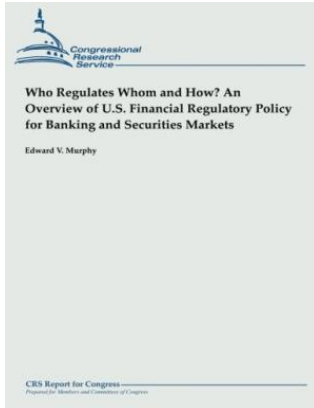 Congressional
Research
Service
Who Regulates Whom and How? An
Overview of U.S. Financial Regulatory Policy
for Banking and Securities Markets
Edward V. Murphy
CRS Report for Congress
Prepared for Members and Committees of Congress